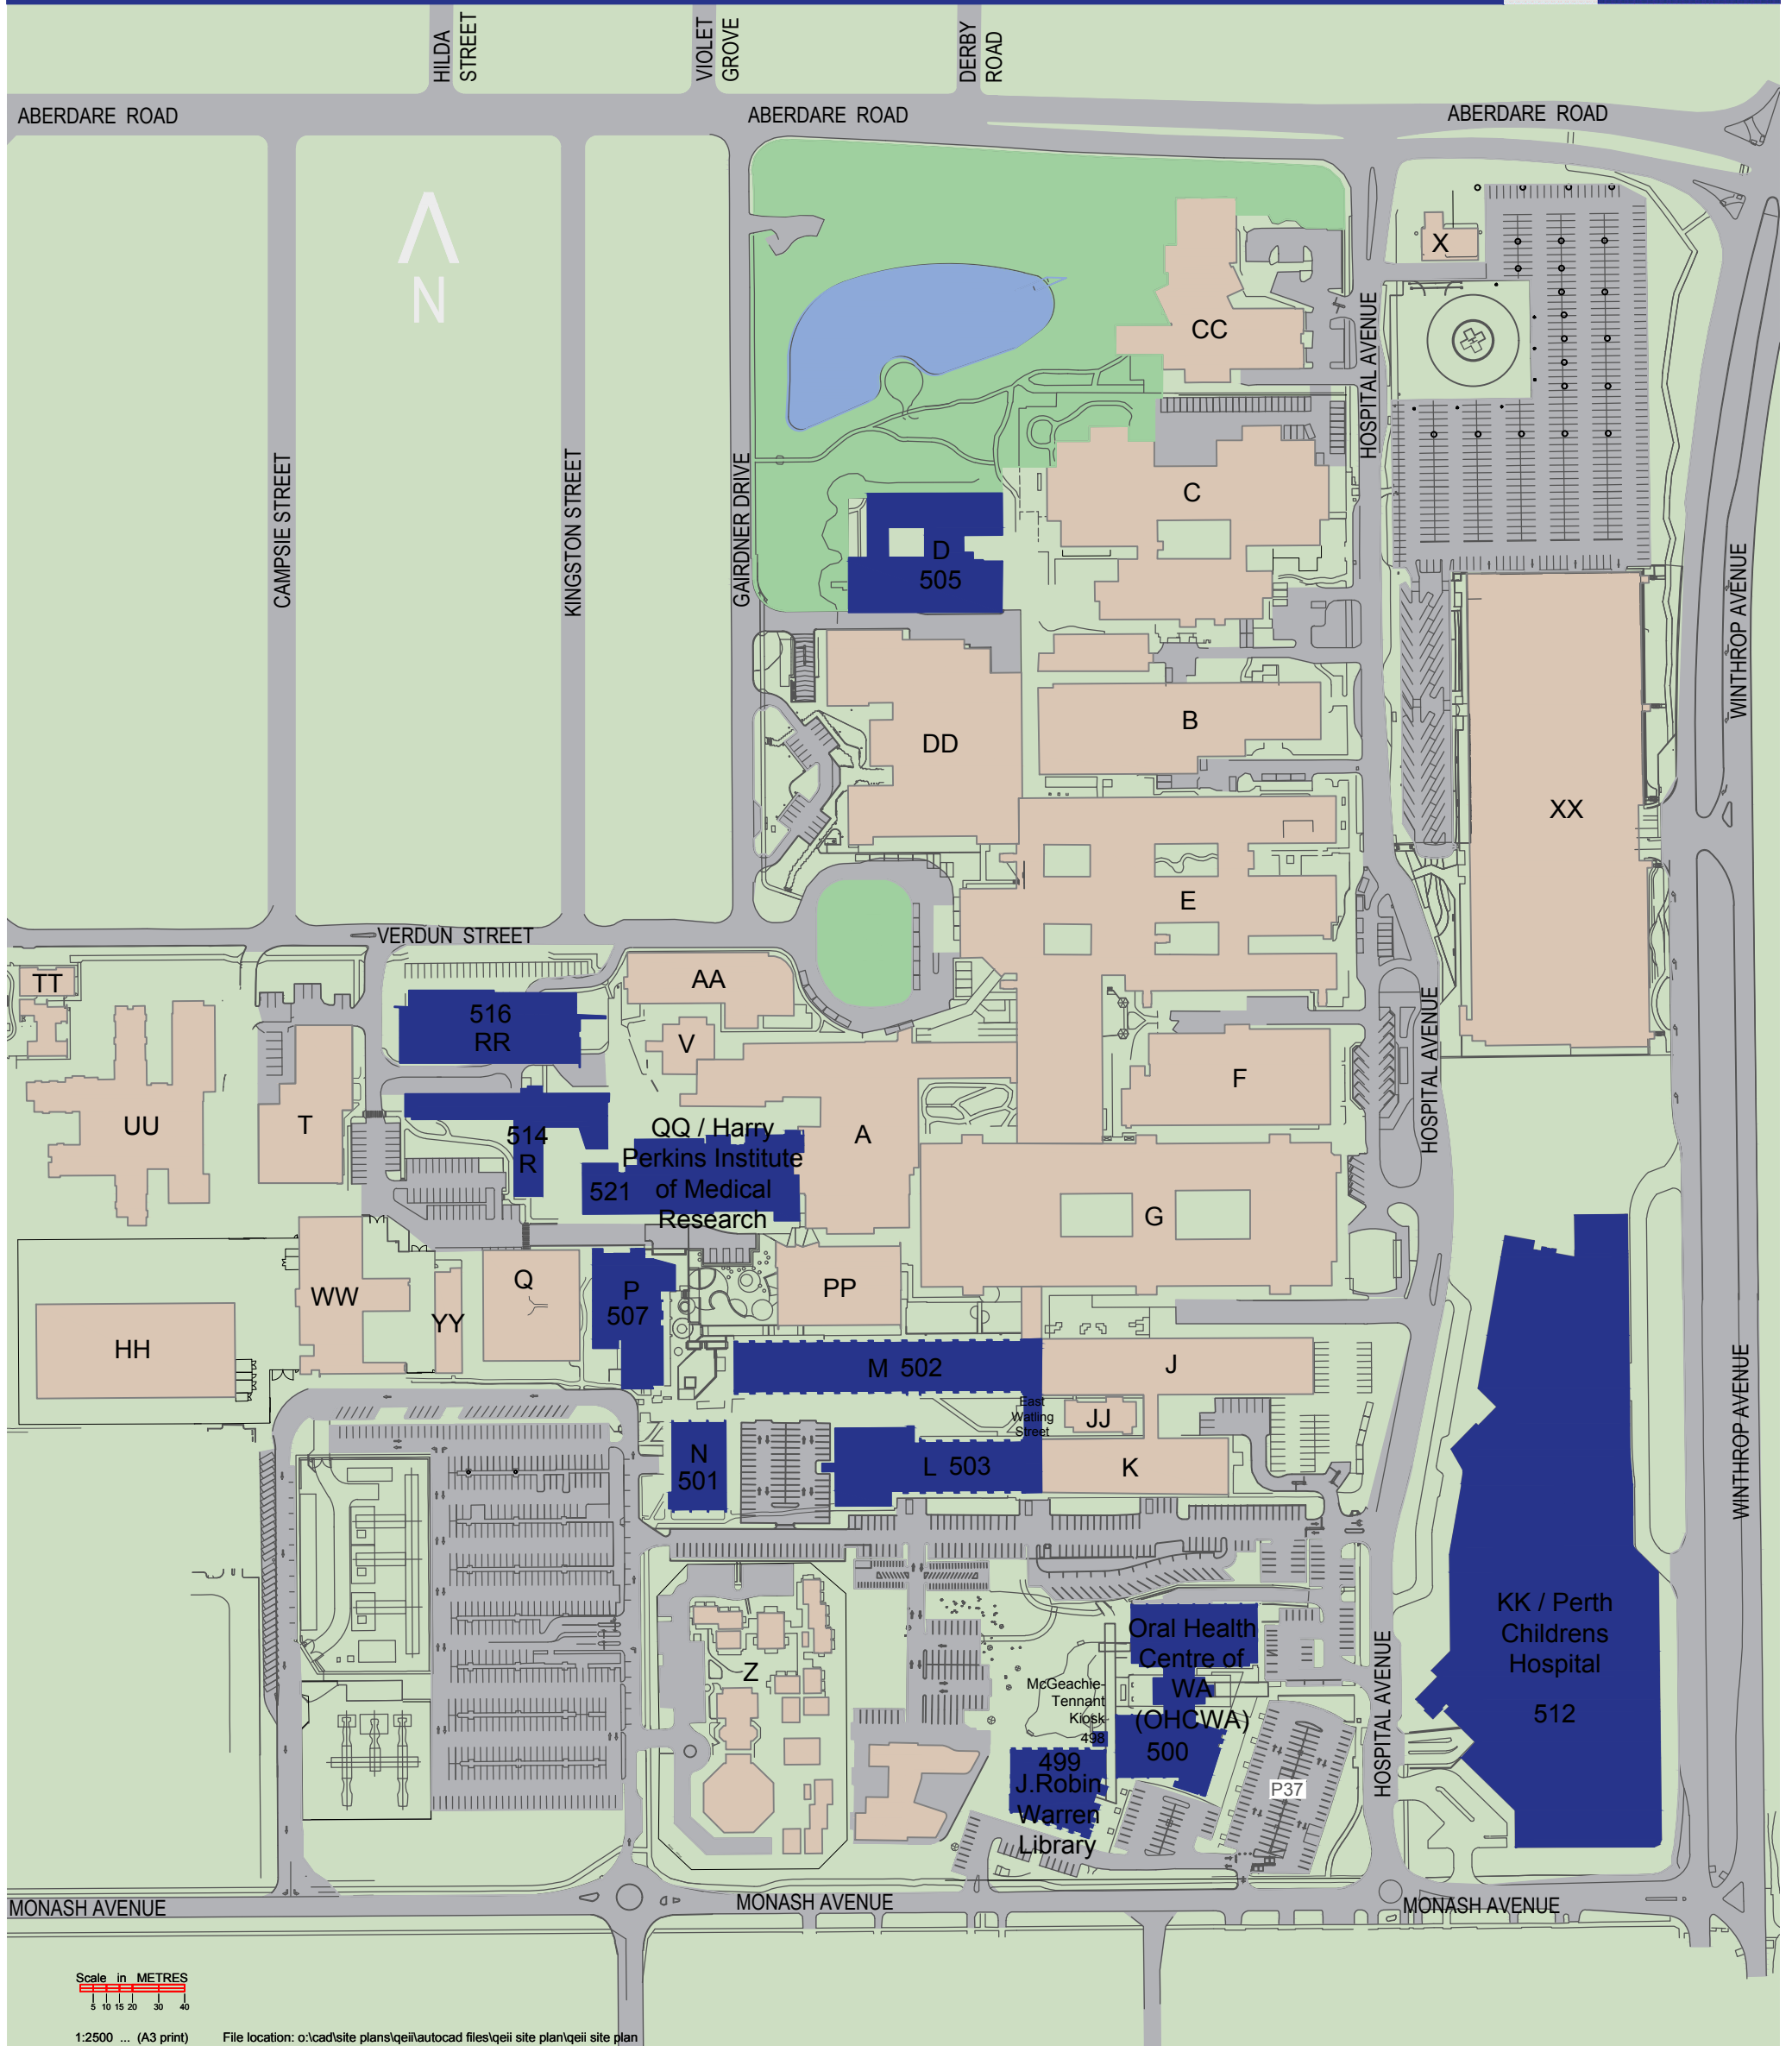 HILDA
STREET
VIOLET
GROVE
DERBY
ROAD
ABERDARE ROAD
ABERDARE ROAD
ABERDARE ROAD
N
X
CC
HOSPITAL AVENUE
CAMPSIE STREET
KINGSTON STREET
GAIRDNER DRIVE
C
D
505
WINTHROP AVENUE
B
DD
XX
E
VERDUN STREET
TT
AA
516
RR
V
HOSPITAL AVENUE
F
UU
T
514
R
QQ / Harry
Perkins Institute
of Medical
Research
521
A
G
WW
YY
Q
P
507
PP
HH
M 502
J
East
Watling
Street
JJ
WINTHROP AVENUE
N
501
L 503
K
KK / Perth
Childrens
Hospital
512
Oral Health
Centre of
WA
(OHCWA)
500
Z
McGeachie-
Tennant
Kiosk
498
HOSPITAL AVENUE
499
J.Robin
Warren
Library
P37
MONASH AVENUE
MONASH AVENUE
MONASH AVENUE
Scale in METRES
5 10 15 20 30 40
1:2500 ... (A3 print) File location: o:\cad\site plans\qeii\autocad files\qeii site plan\qeii site plan